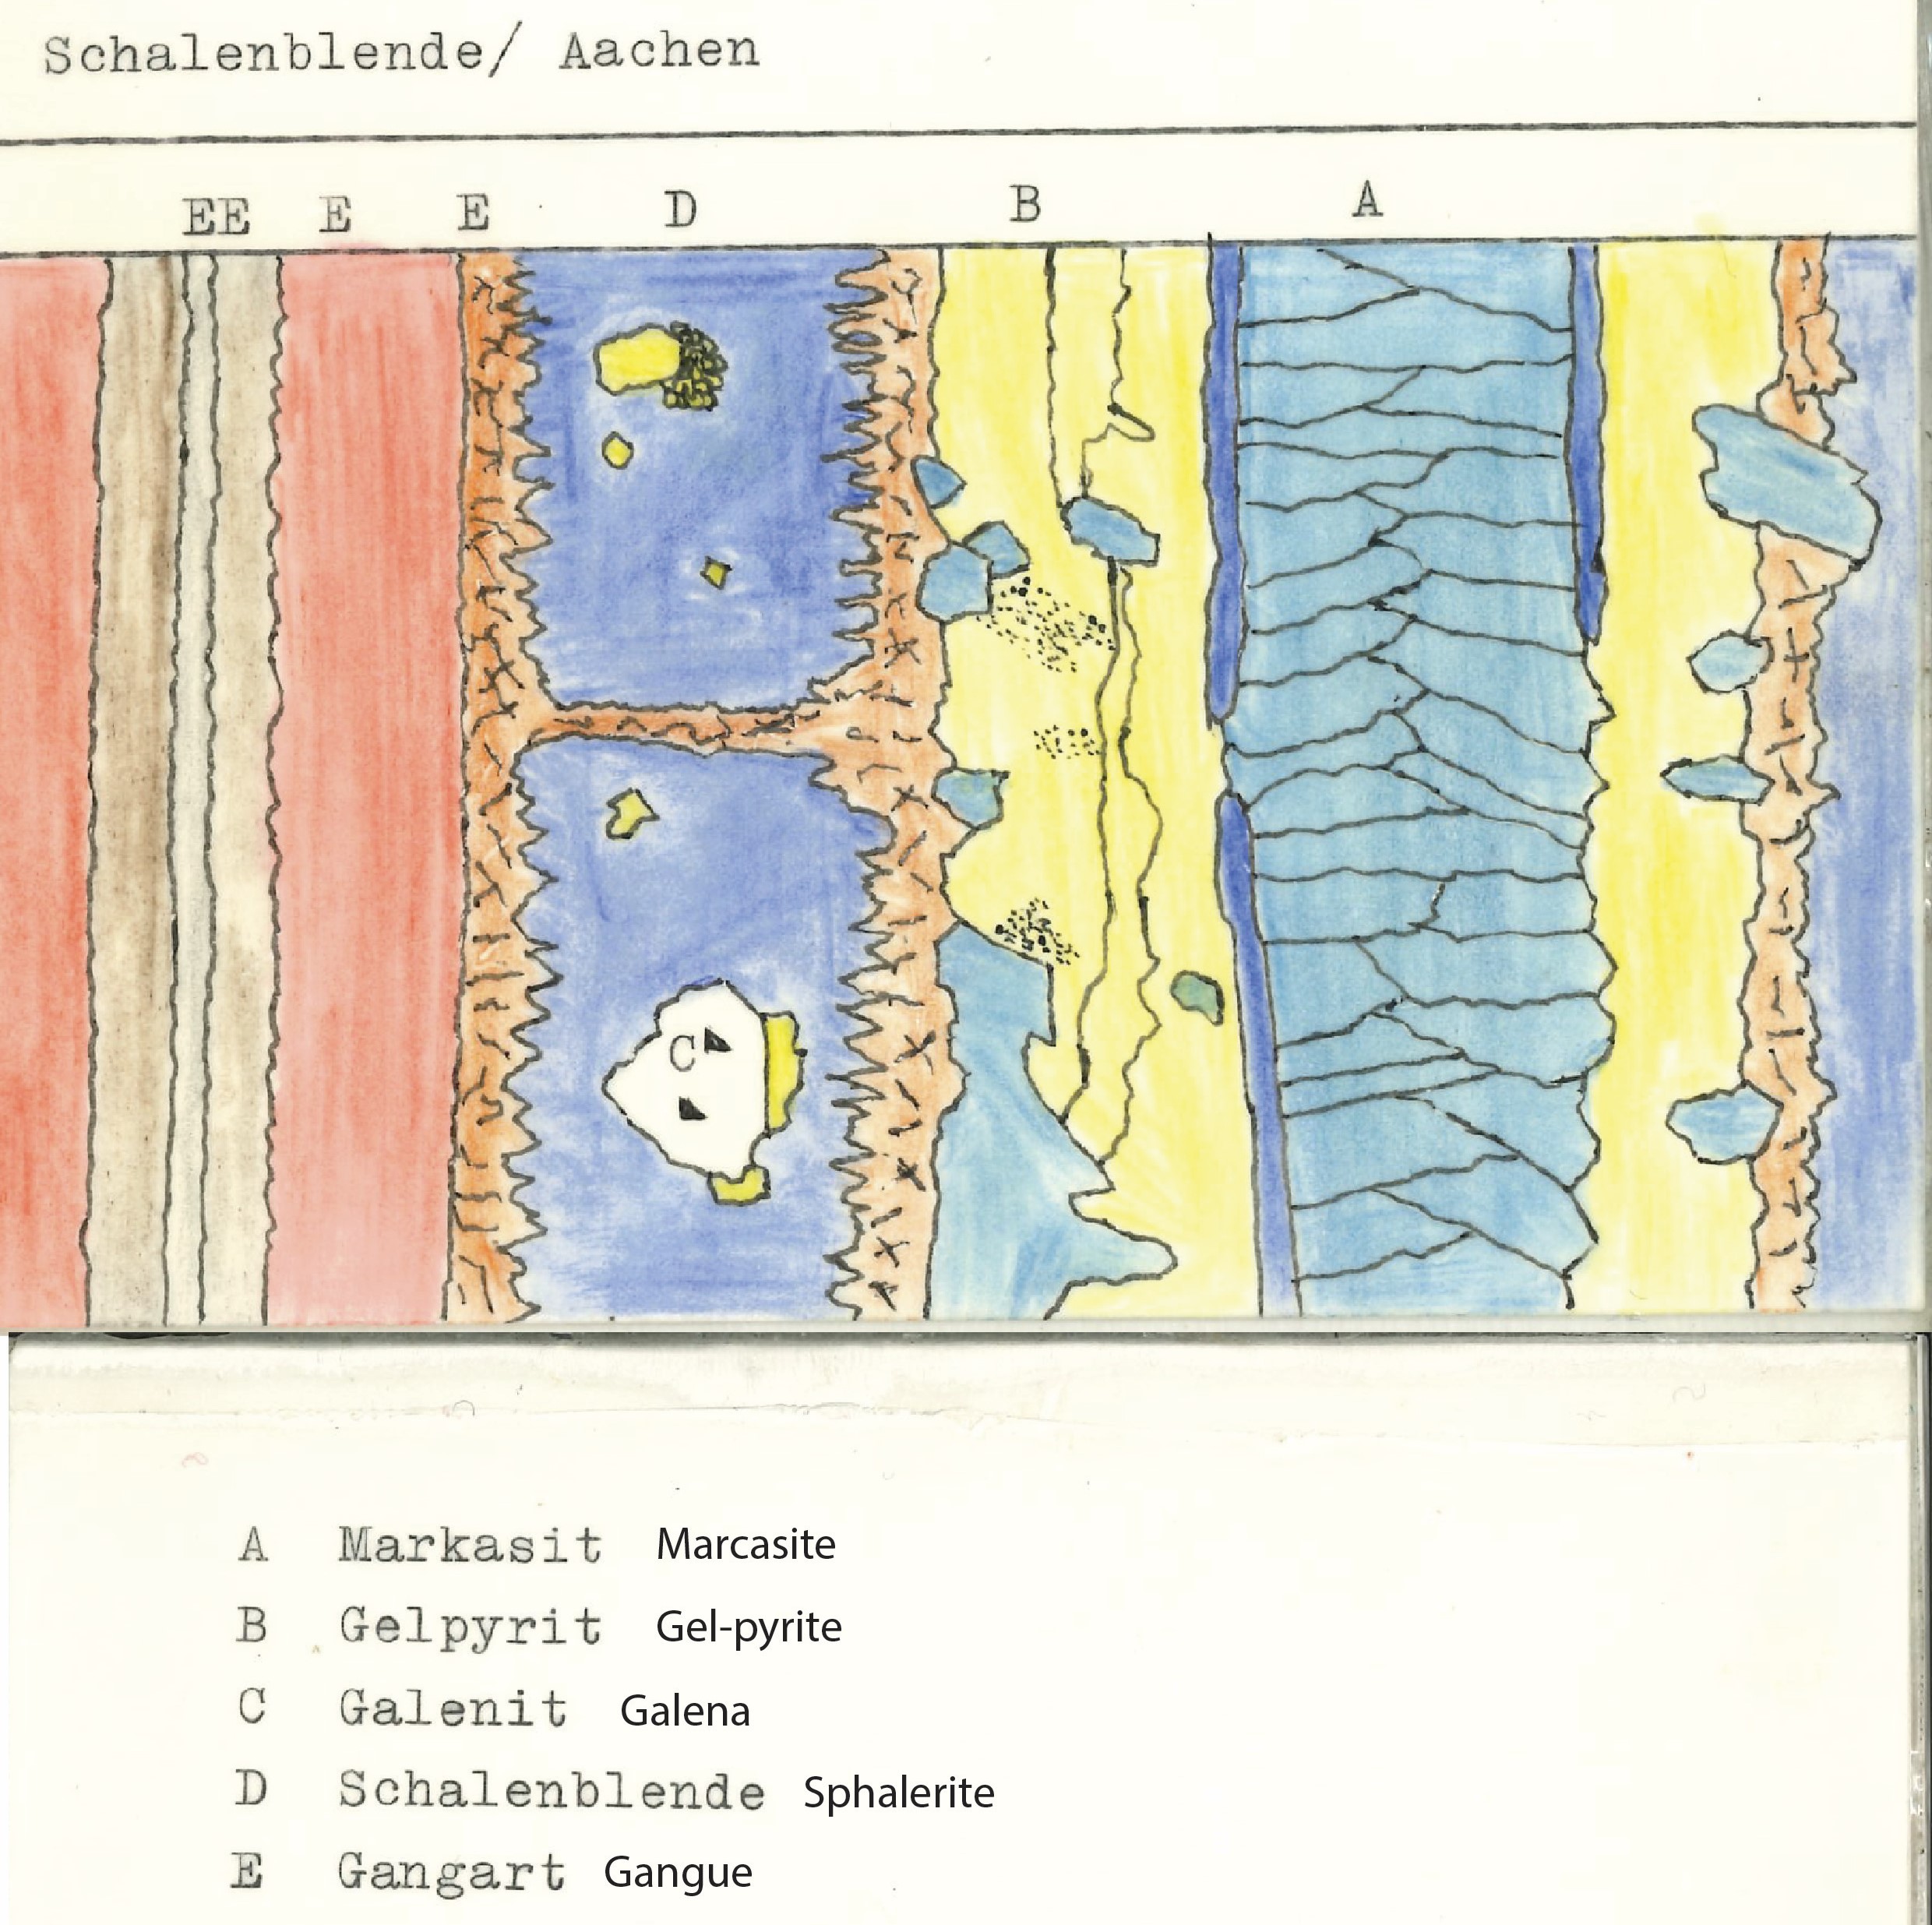 Schalenblende/ Aachen
EE E E D B A
C
A Markasit Marcasite
B Gelpyrit Gel-pyrite
C Galenit Galena
D Schalenblende Sphalerite
E Gangart Gangue